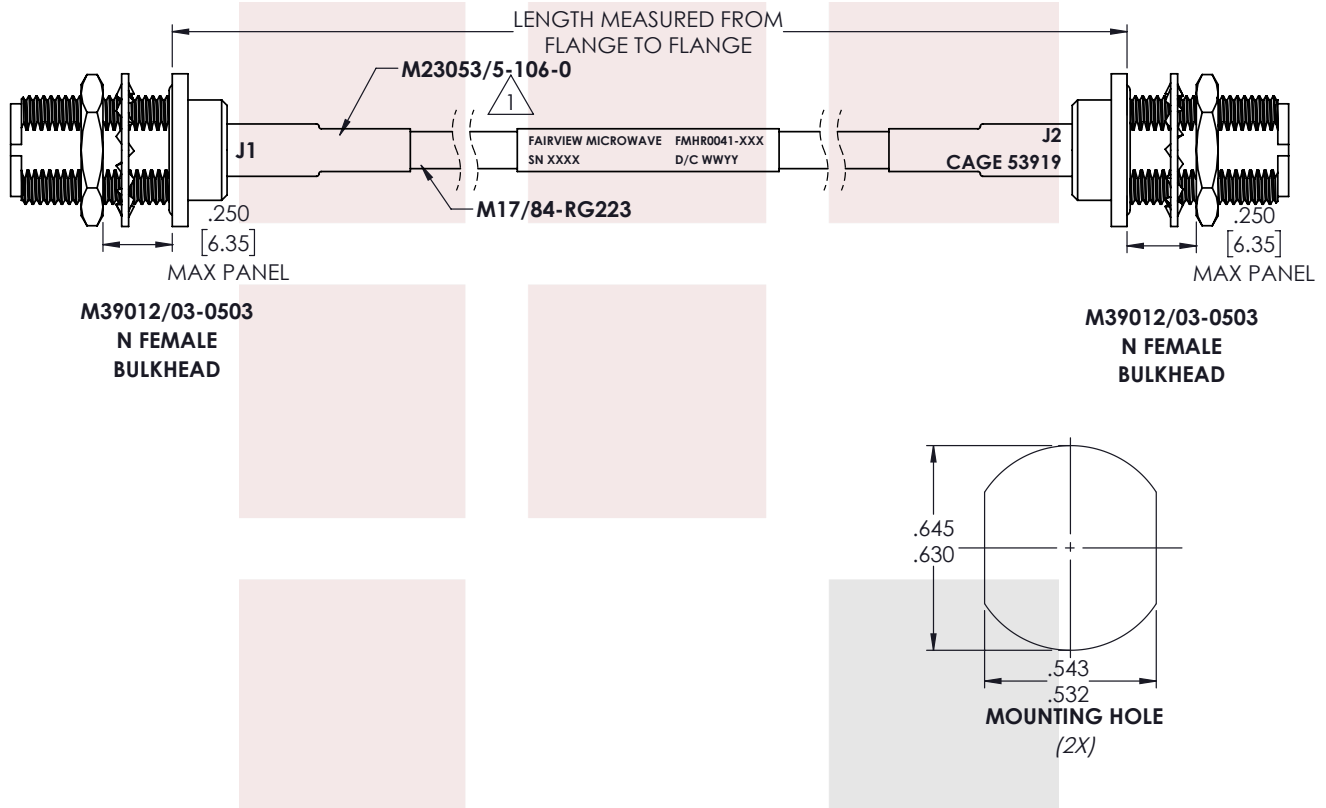 LENGTH MEASURED FROM
FLANGE TO FLANGE
M23053/5-106-0
1
J1
FAIRVIEW MICROWAVE FMHR0041-XXX
SN XXXX D/C WWYY
J2
CAGE 53919
M17/84-RG223
.250
[6.35]
MAX PANEL
.250
[6.35]
MAX PANEL
M39012/03-0503
N FEMALE
BULKHEAD
M39012/03-0503
N FEMALE
BULKHEAD
.645
.630
.543
.532
MOUNTING HOLE
(2X)